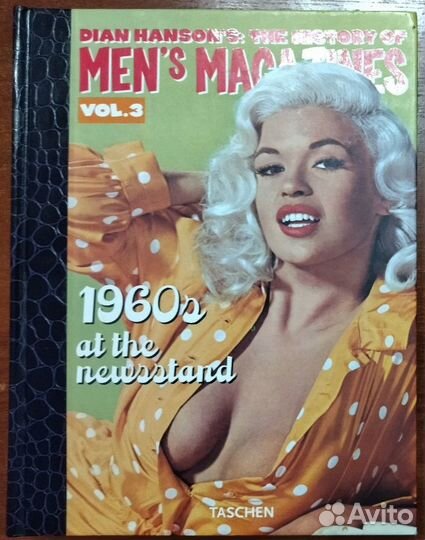 DIAN HANSON'S: THE HISTORY OF
MEN'S MAGAZINES
VOL.3
1960s
at the
newsstand
TASCHEN
Avito